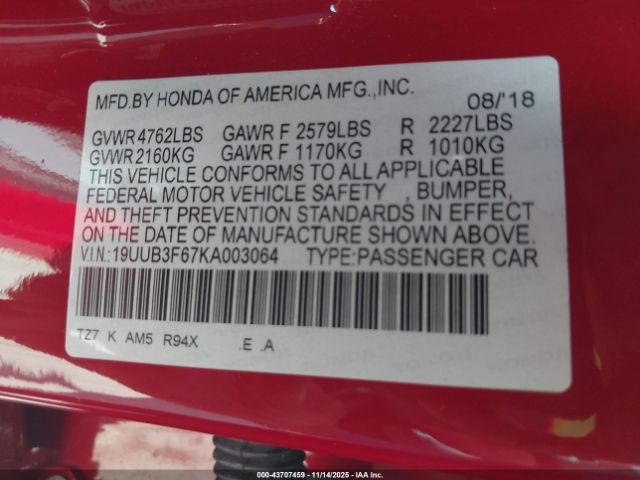 MFD.BY HONDA OF AMERICA MFG.,INC. 08/'18
GVWR 4762LBS GAWR F 2579LBS R 2227LBS
GVWR 2160KG GAWR F 1170KG R 1010KG
THIS VEHICLE CONFORMS TO ALL APPLICABLE
FEDERAL MOTOR VEHICLE SAFETY , BUMPER,
AND THEFT PREVENTION STANDARDS IN EFFECT
ON THE DATE OF MANUFACTURE SHOWN ABOVE.
V.I.N.:19UUB3F67KA003064 TYPE:PASSENGER CAR
TZ7 K AM5 R94X .E .A
000-43707459 - 11/14/2025 - IAAI.com